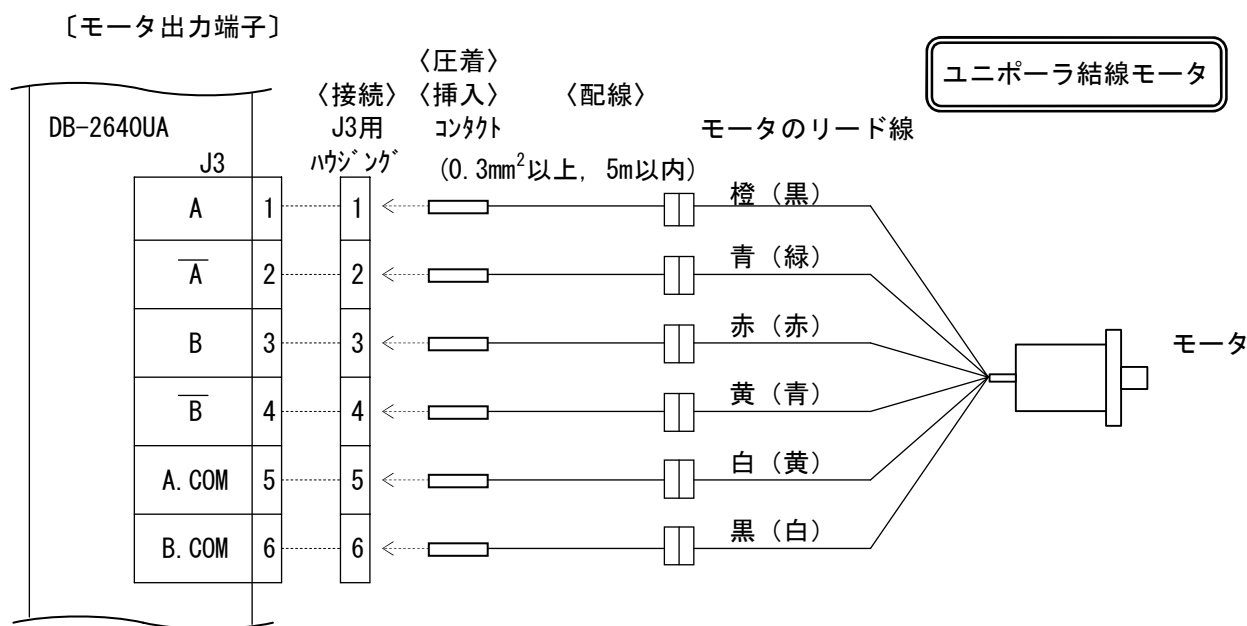 〔モータ出力端子〕
ユニポーラ結線モータ
〈圧着〉
〈接続〉〈挿入〉 〈配線〉
DB-2640UA J3用 ｺﾝﾀｸﾄ モータのリード線
J3 ﾊｳｼﾞﾝｸﾞ (0.3mm²以上, 5m以内)
A 1 1 橙（黒）
A̅ 2 2 青（緑）
B 3 3 赤（赤）
モータ
B̅ 4 4 黄（青）
A.COM 5 5 白（黄）
B.COM 6 6 黒（白）